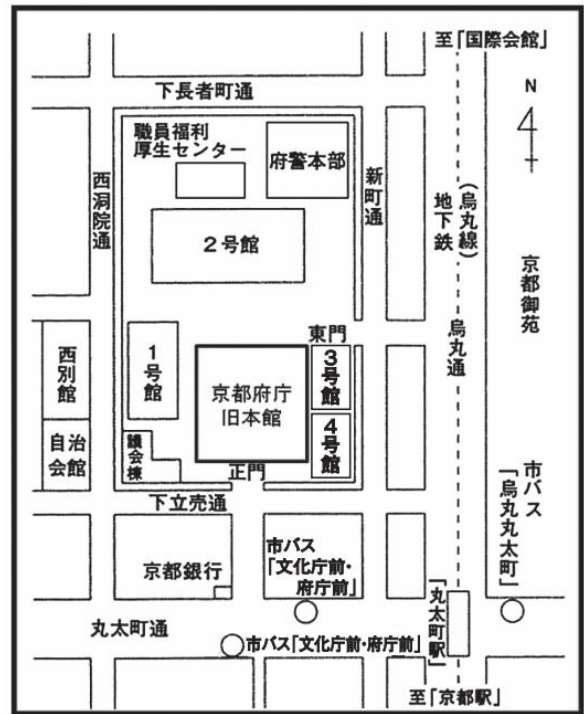 至「国際会館」
下長者町通
N
職員福利
厚生センター
府警本部
西洞院通
新町通
地下鉄
(烏丸線)
2号館
京都御苑
烏丸通
東門
西別館
1号館
京都府庁
旧本館
3号館
自治
会館
議会棟
4号館
正門
下立売通
市バス
「烏丸丸太町」
市バス
「文化庁前・
府庁前」
京都銀行
「丸太町駅」
丸太町通
市バス「文化庁前・府庁前」
至「京都駅」